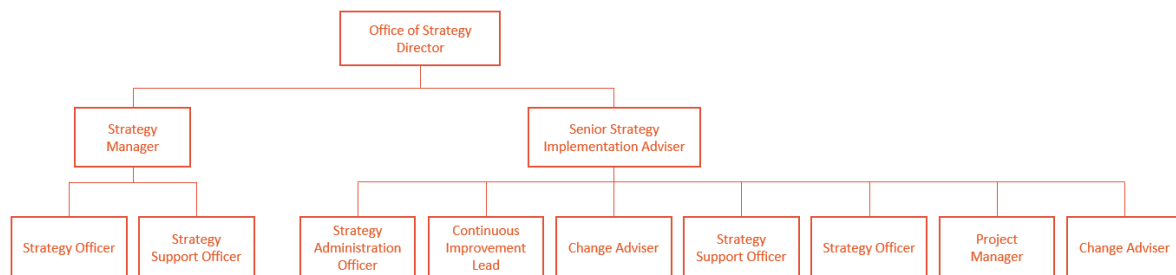 Office of Strategy
Director
Strategy
Manager
Senior Strategy
Implementation Adviser
Strategy Officer
Strategy
Support Officer
Strategy
Administration
Officer
Continuous
Improvement
Lead
Change Adviser
Strategy
Support Officer
Strategy Officer
Project
Manager
Change Adviser